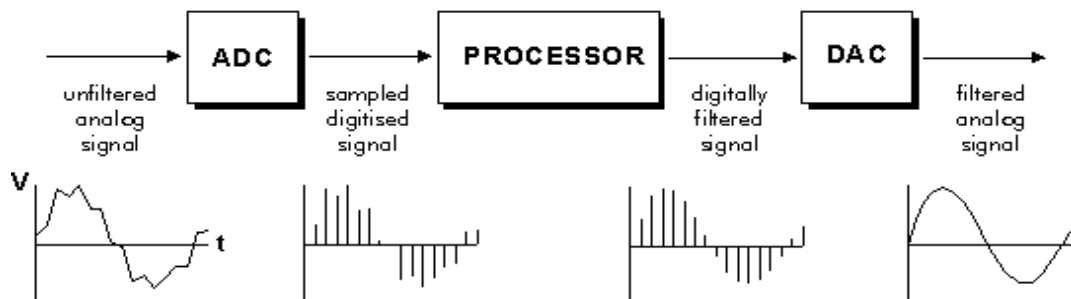 ADC
PROCESSOR
DAC
unfiltered
analog
signal
sampled
digitised
signal
digitally
filtered
signal
filtered
analog
signal
V
t